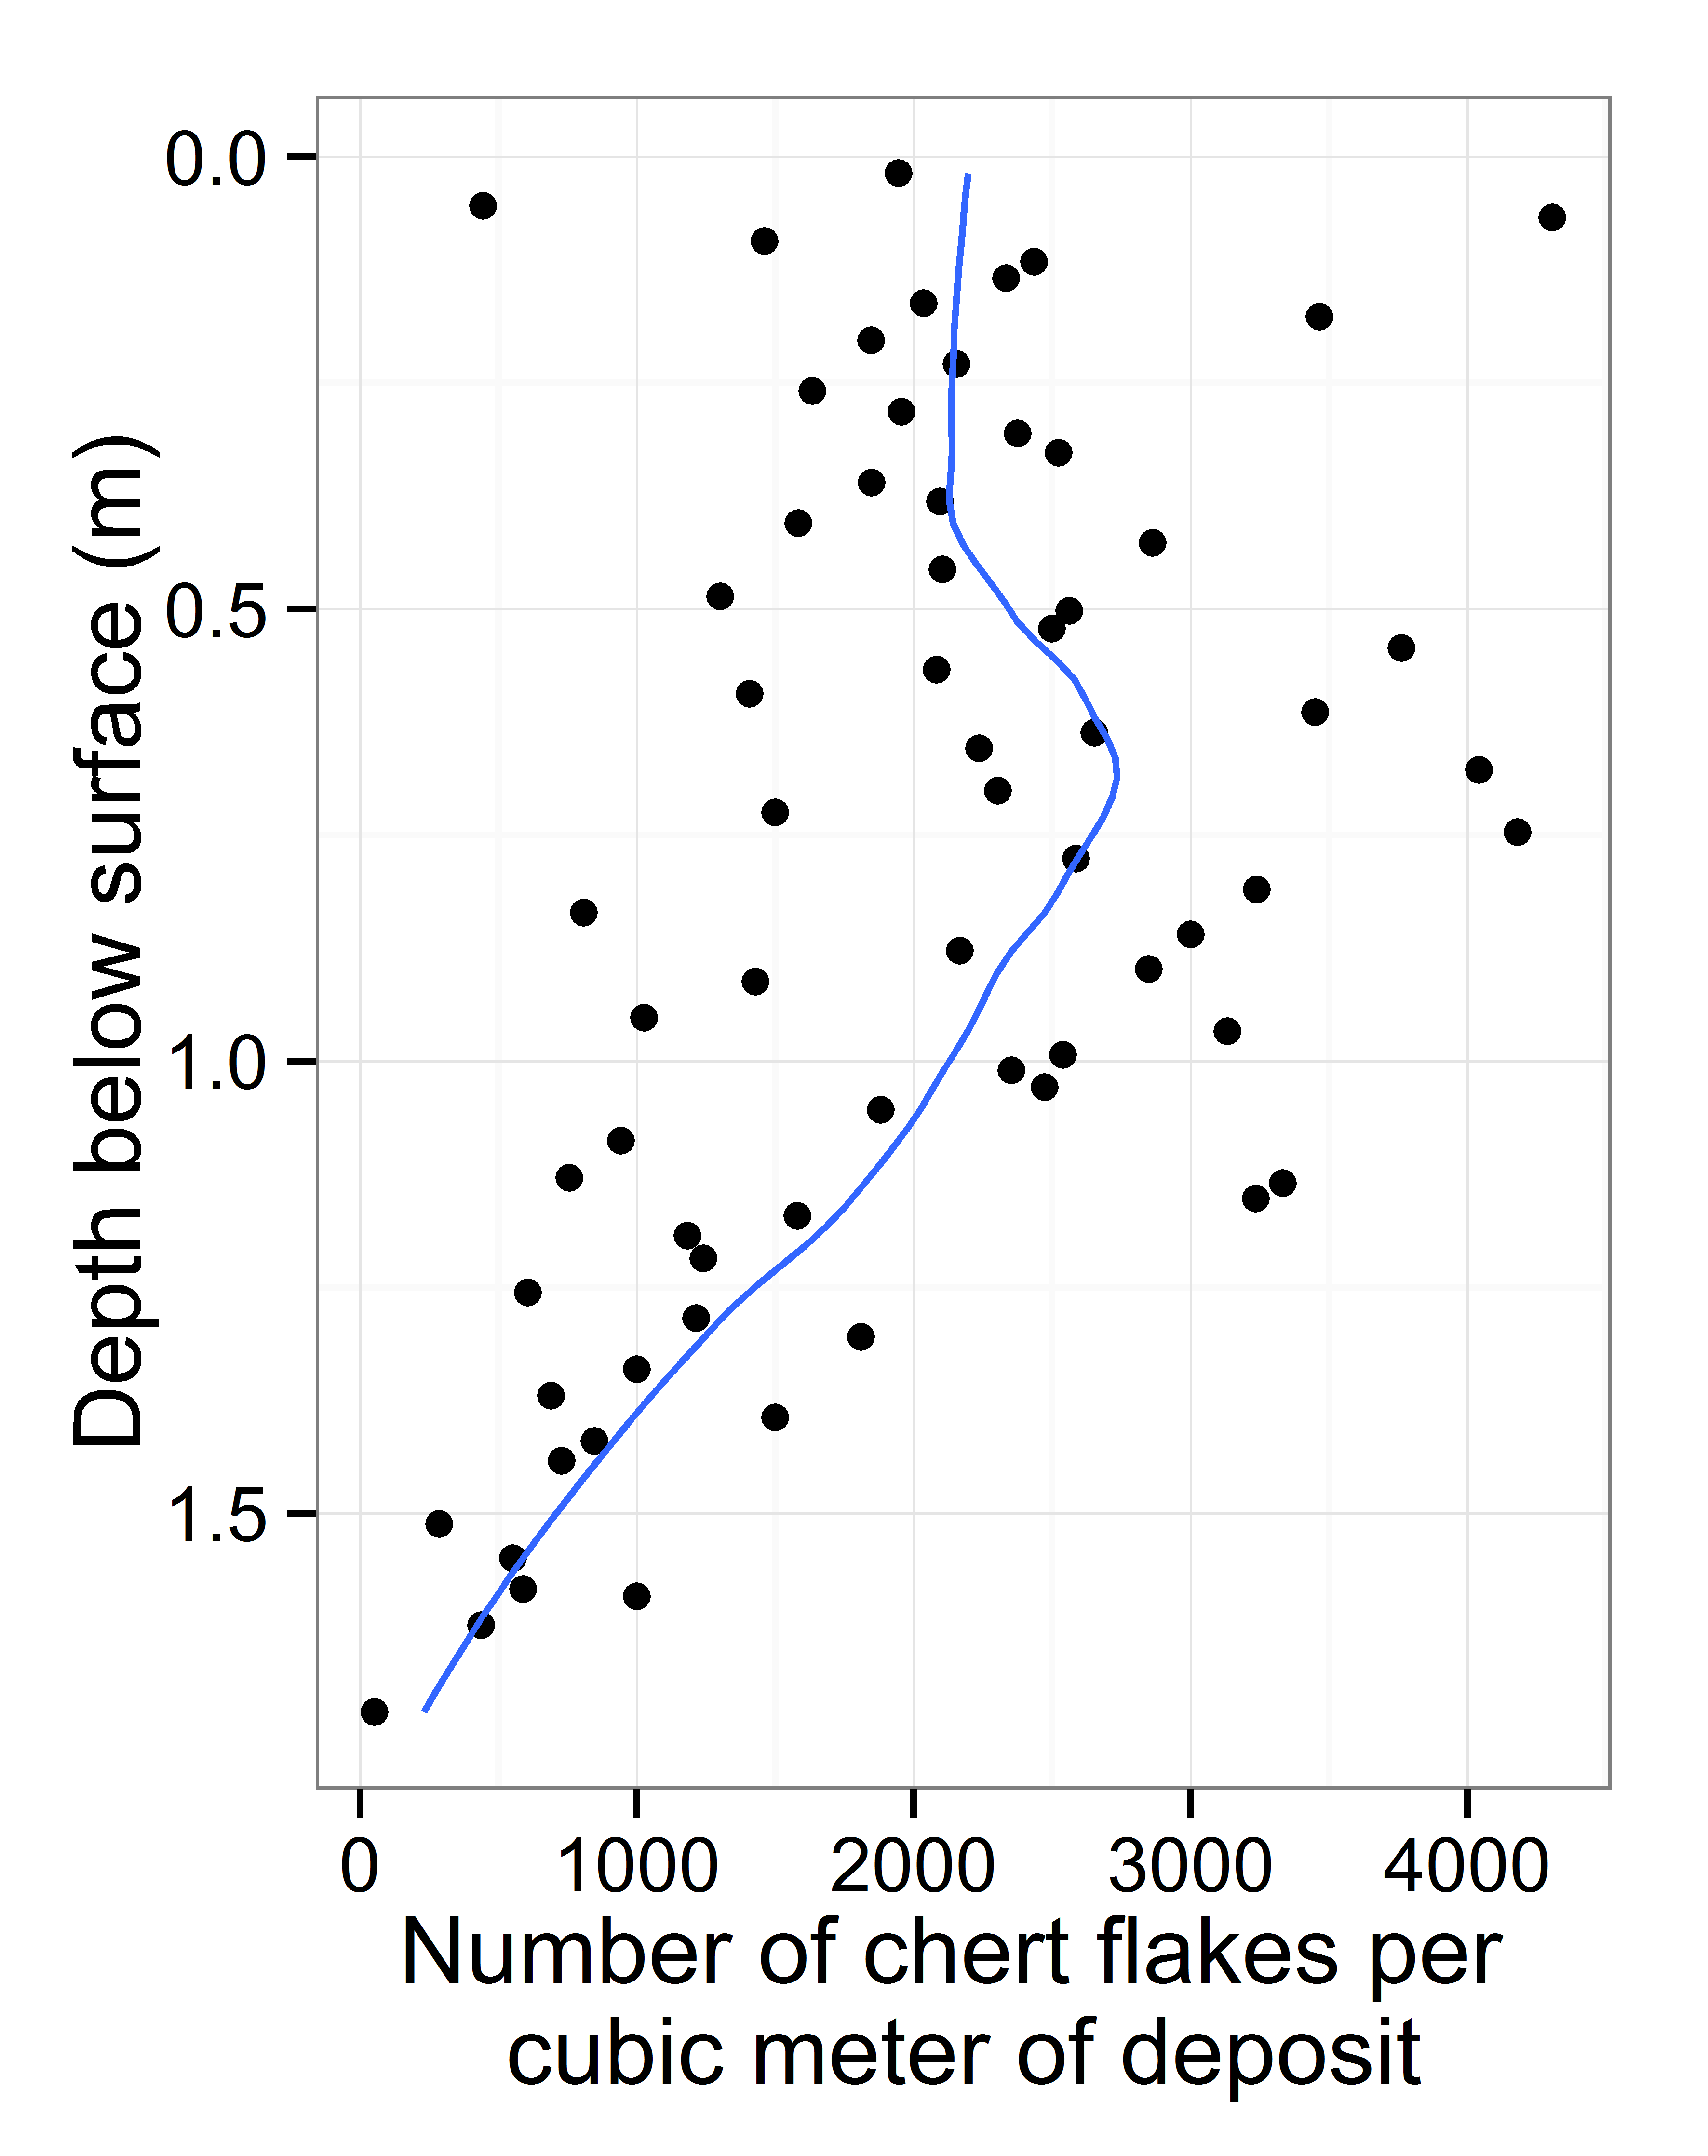 Depth below surface (m)
0.0
0.5
1.0
1.5
0 1000 2000 3000 4000
Number of chert flakes per
cubic meter of deposit